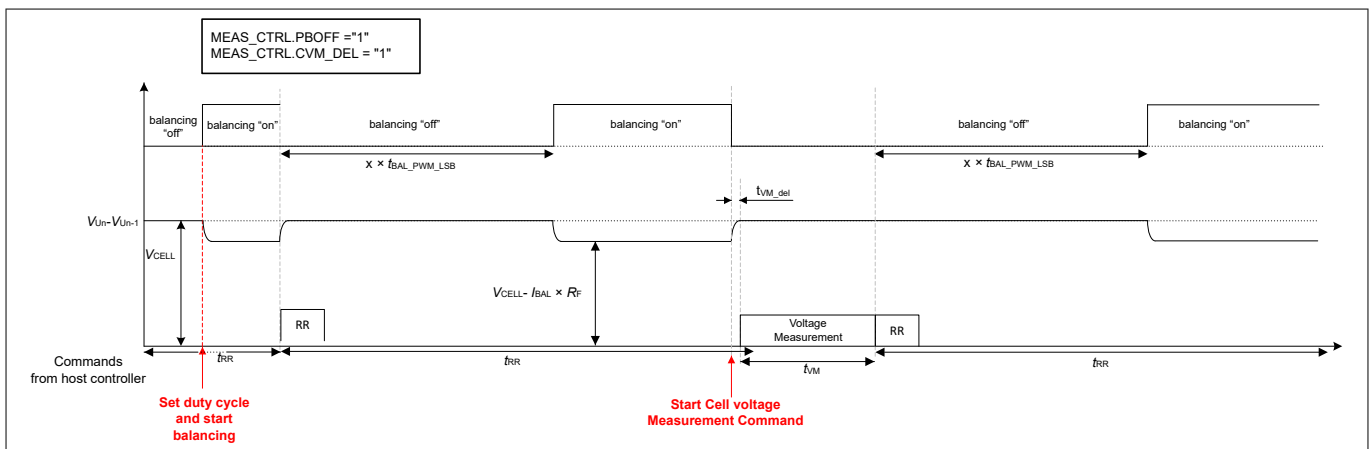 MEAS_CTRL.PBOFF ="1"
MEAS_CTRL.CVM_DEL = "1"
balancing "off"
balancing "on"
balancing "off"
balancing "on"
balancing "off"
balancing "on"
x × tBAL_PWM_LSB
x × tBAL_PWM_LSB
tVM_del
VUn-VUn-1
VCELL
VCELL- IBAL × RF
RR
Voltage
Measurement
RR
Commands
from host controller
tRR
tRR
tVM
tRR
Set duty cycle
and start
balancing
Start Cell voltage
Measurement Command